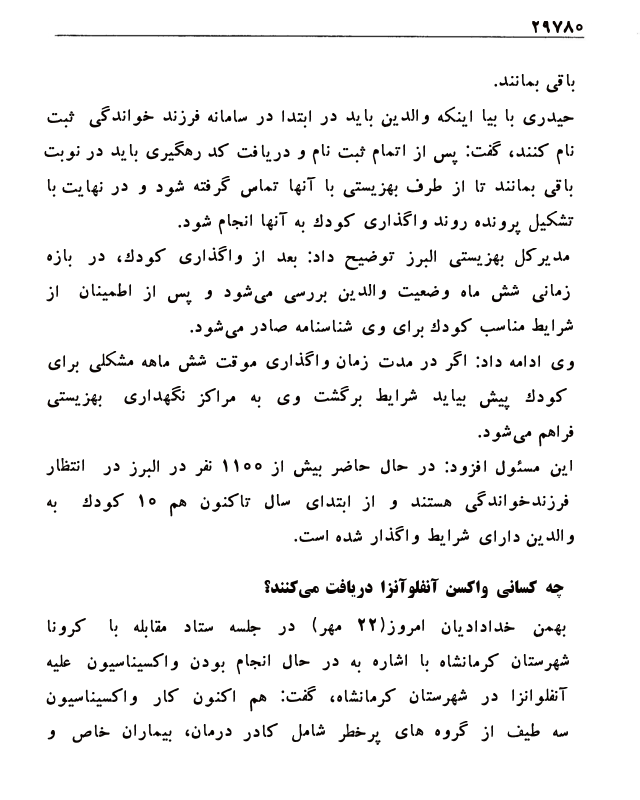 ۲۹۷۸۰
باقی بمانند.
حیدری با بیا اینکه والدین باید در ابتدا در سامانه فرزند خواندگی ثبت
نام کنند، گفت: پس از اتمام ثبت نام و دریافت کد رهگیری باید در نوبت
باقی بمانند تا از طرف بهزیستی با آنها تماس گرفته شود و در نهایت با
تشکیل پرونده روند واگذاری کودك به آنها انجام شود.
مدیرکل بهزیستی البرز توضیح داد: بعد از واگذاری کودك، در بازه
زمانی شش ماه وضعیت والدین بررسی می‌شود و پس از اطمینان از
شرایط مناسب کودك برای وی شناسنامه صادر می‌شود.
وی ادامه داد: اگر در مدت زمان واگذاری موقت شش ماهه مشکلی برای
کودك پیش بیاید شرایط برگشت وی به مراکز نگهداری بهزیستی
فراهم می‌شود.
این مسئول افزود: در حال حاضر بیش از ۱۱۰۰ نفر در البرز در انتظار
فرزندخواندگی هستند و از ابتدای سال تاکنون هم ۱۰ کودك به
والدین دارای شرایط واگذار شده است.
چه کسانی واکسن آنفلوآنزا دریافت می‌کنند؟
بهمن خدادادیان امروز(۲۲ مهر) در جلسه ستاد مقابله با کرونا
شهرستان کرمانشاه با اشاره به در حال انجام بودن واکسیناسیون علیه
آنفلوانزا در شهرستان کرمانشاه، گفت: هم اکنون کار واکسیناسیون
سه طیف از گروه های پرخطر شامل کادر درمان، بیماران خاص و